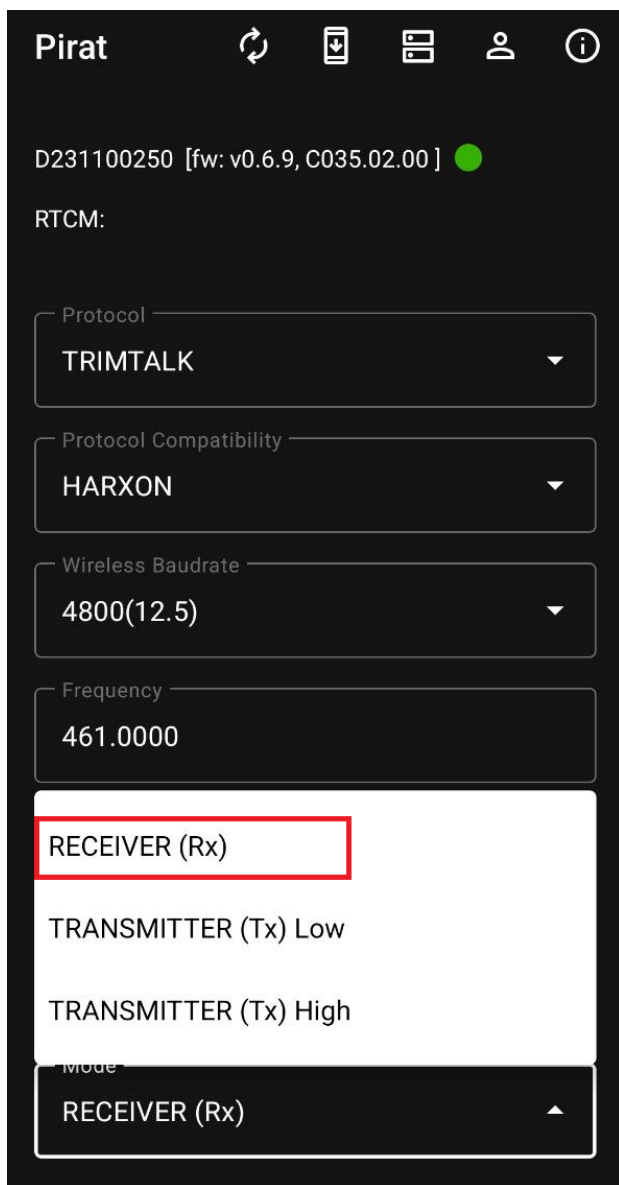 Pirat
D231100250 [fw: v0.6.9, C035.02.00 ]
RTCM:
Protocol
TRIMTALK
Protocol Compatibility
HARXON
Wireless Baudrate
4800(12.5)
Frequency
461.0000
RECEIVER (Rx)
TRANSMITTER (Tx) Low
TRANSMITTER (Tx) High
Mode
RECEIVER (Rx)